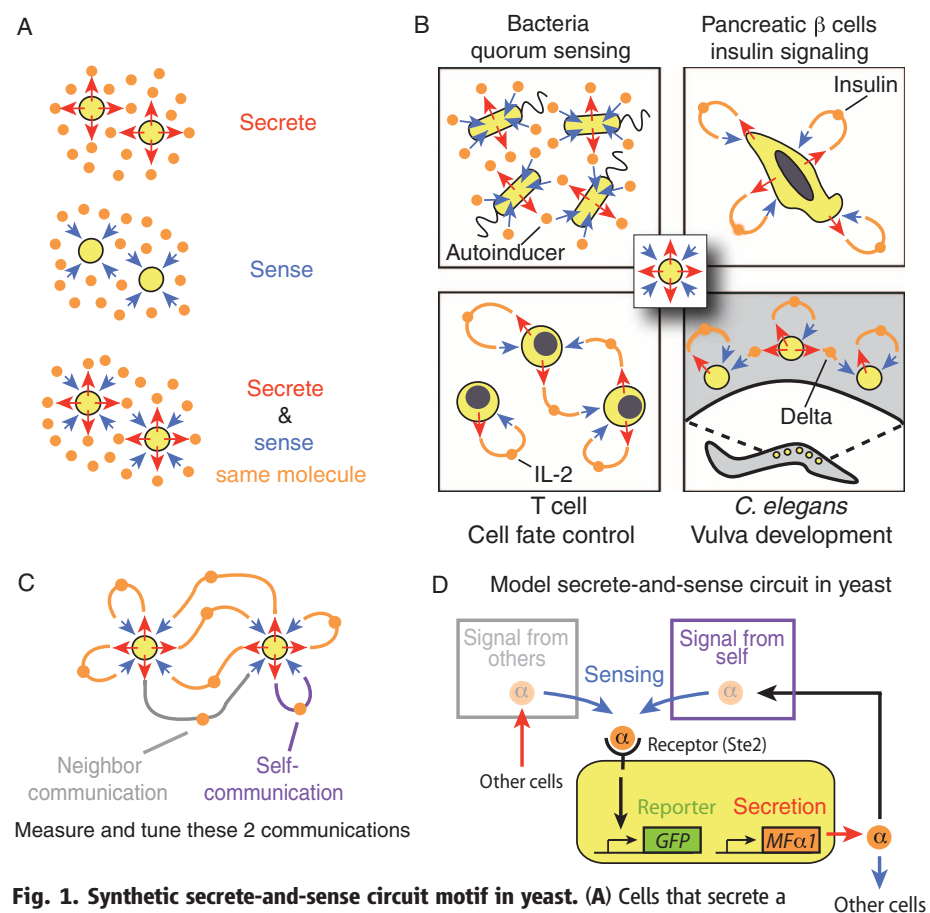 A
Secrete
Sense
Secrete
&
sense
same molecule
B
Bacteria
quorum sensing
Pancreatic β cells
insulin signaling
Insulin
Autoinducer
IL-2
Delta
T cell
Cell fate control
C. elegans
Vulva development
C
Neighbor
communication
Self-
communication
Measure and tune these 2 communications
D
Model secrete-and-sense circuit in yeast
Signal from
others
Signal from
self
Sensing
α
α
α
Receptor (Ste2)
Other cells
Reporter
Secretion
GFP
MFα1
α
Other cells
Fig. 1. Synthetic secrete-and-sense circuit motif in yeast. (A) Cells that secrete a